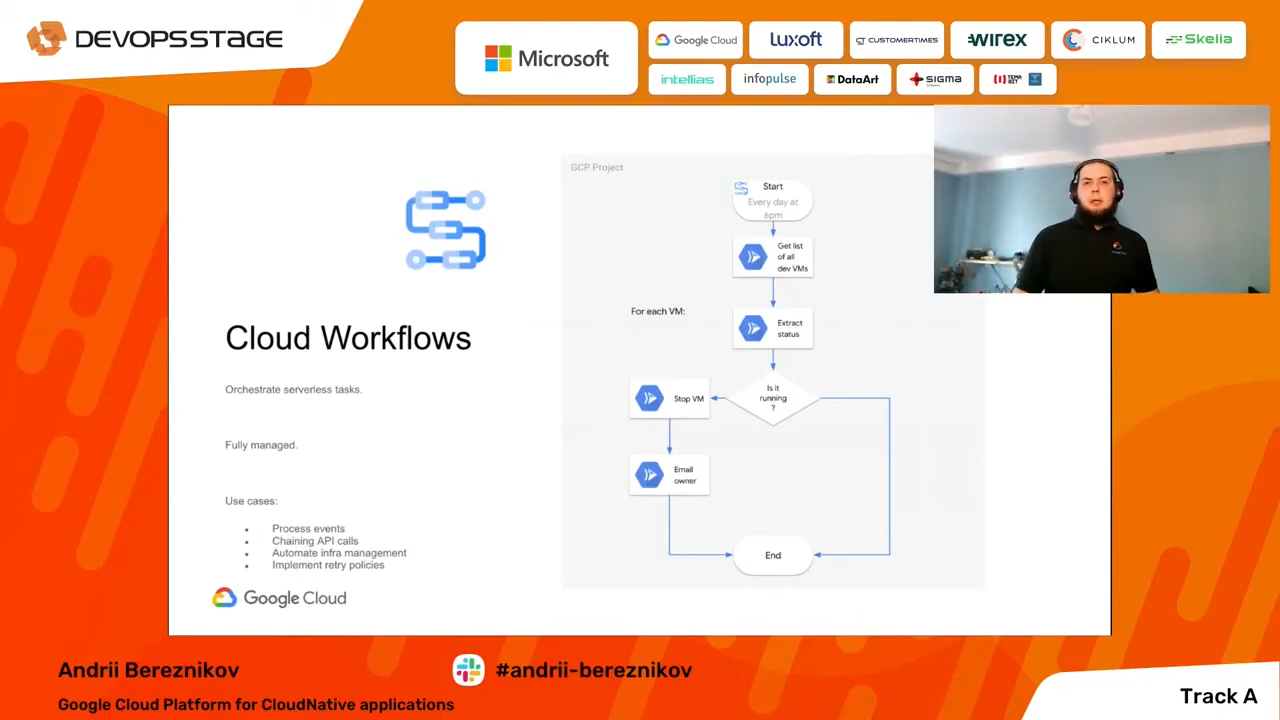 DEVOPSSTAGE
Microsoft
Google Cloud
luxoft
CUSTOMERTIMES
wirex
CIKLUM
Skelia
intellias
infopulse
DataArt
SIGMA
Software
TEMA
BIT
GCP Project
Start
Every day at
6pm
Get list
of all
dev VMs
For each VM:
Extract
status
Is it
running
?
Stop VM
Email
owner
End
Cloud Workflows
Orchestrate serverless tasks.
Fully managed.
Use cases:
• Process events
• Chaining API calls
• Automate infra management
• Implement retry policies
Google Cloud
Andrii Bereznikov
#andrii-bereznikov
Google Cloud Platform for CloudNative applications
Track A